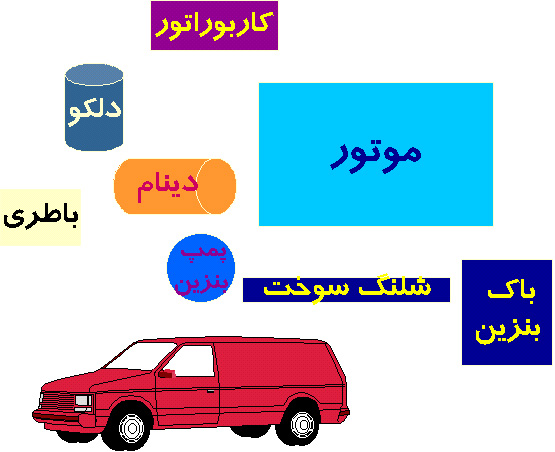 کاربوراتور
دلکو
موتور
دینام
باطری
پمپ
بنزین
شلنگ سوخت
باک
بنزین